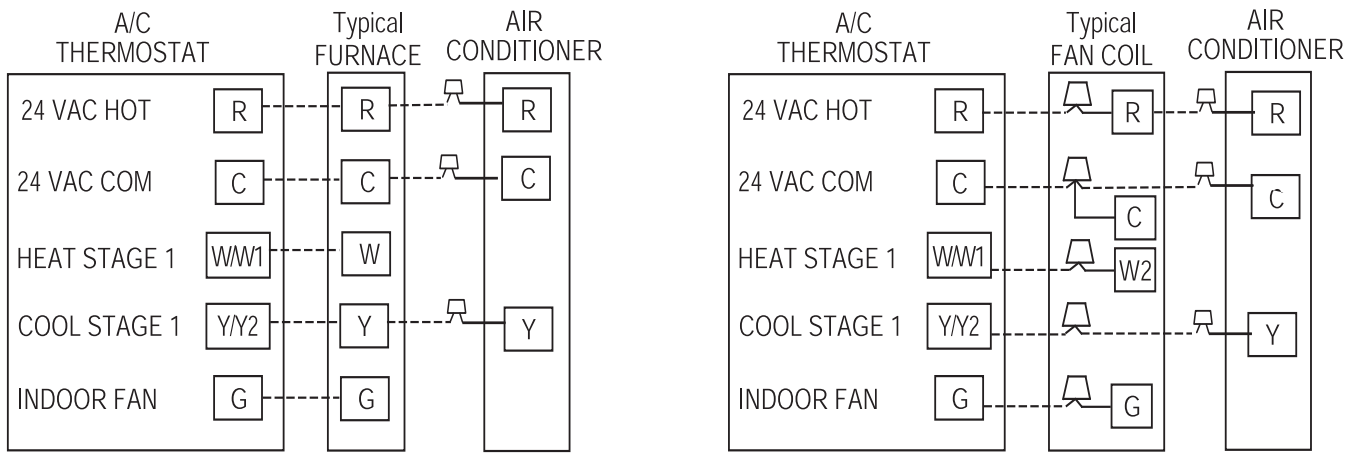 A/C
THERMOSTAT
Typical
FURNACE
AIR
CONDITIONER
24 VAC HOT R R R
24 VAC COM C C C
HEAT STAGE 1 W/W1 W
COOL STAGE 1 Y/Y2 Y Y
INDOOR FAN G G
A/C
THERMOSTAT
Typical
FAN COIL
AIR
CONDITIONER
24 VAC HOT R R R
24 VAC COM C C C
HEAT STAGE 1 W/W1 W2
COOL STAGE 1 Y/Y2 Y
INDOOR FAN G G